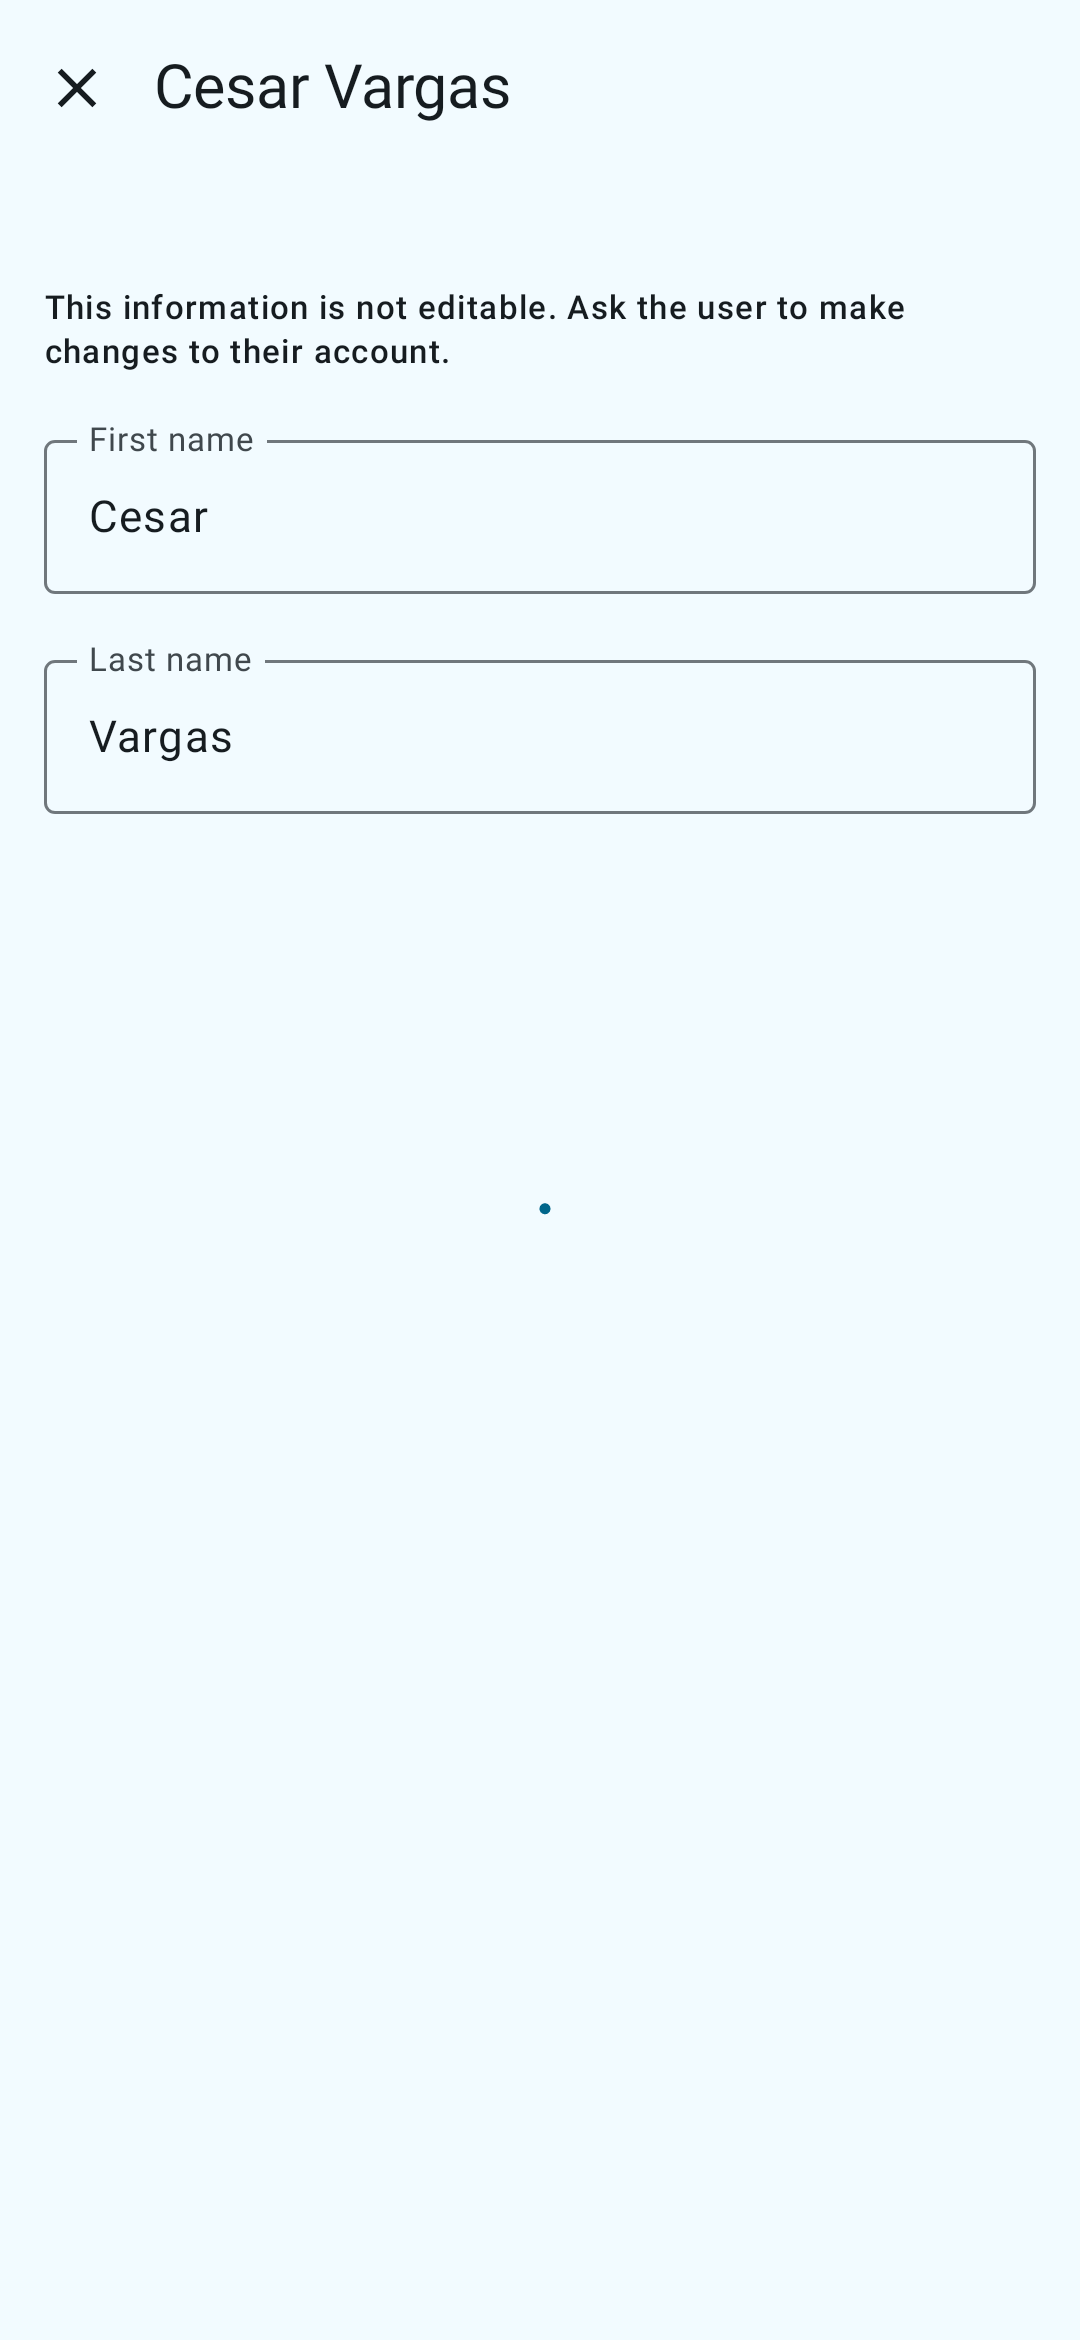 Cesar Vargas
This information is not editable. Ask the user to make
changes to their account.
First name
Cesar
Last name
Vargas